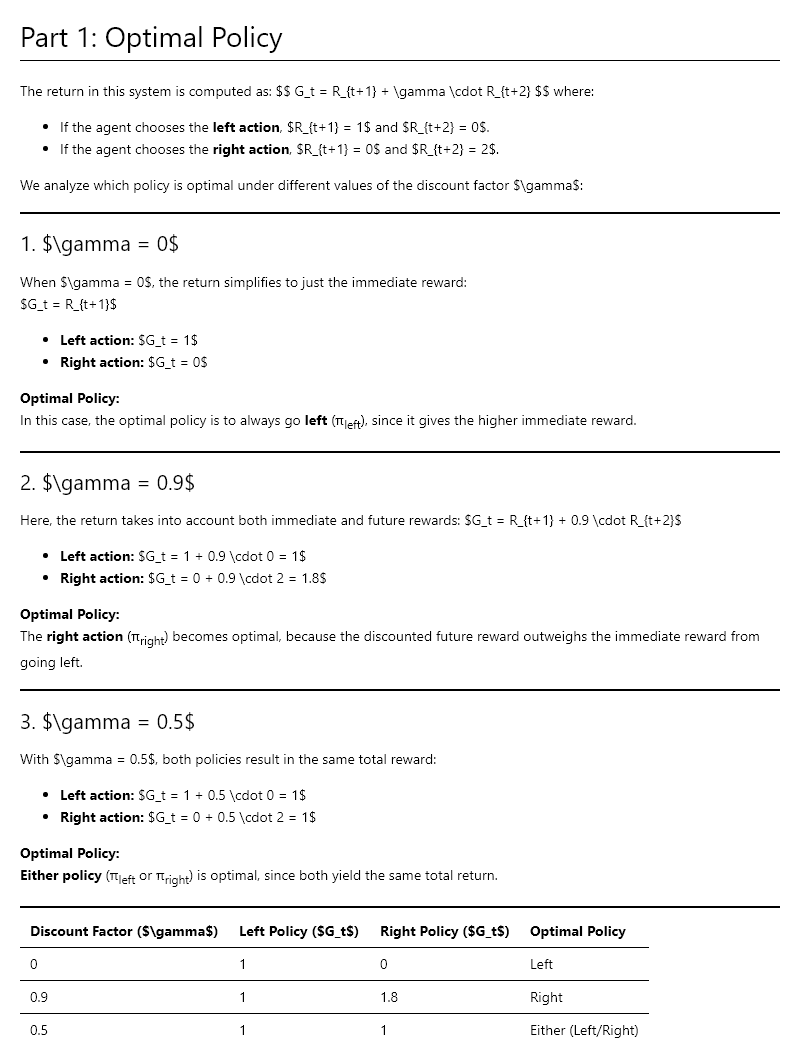 Part 1: Optimal Policy
The return in this system is computed as: $$ G_t = R_{t+1} + \gamma \cdot R_{t+2} $$ where:
• If the agent chooses the left action, $R_{t+1} = 1$ and $R_{t+2} = 0$.
• If the agent chooses the right action, $R_{t+1} = 0$ and $R_{t+2} = 2$.
We analyze which policy is optimal under different values of the discount factor $\gamma$:
1. $\gamma = 0$
When $\gamma = 0$, the return simplifies to just the immediate reward:
$G_t = R_{t+1}$
• Left action: $G_t = 1$
• Right action: $G_t = 0$
Optimal Policy:
In this case, the optimal policy is to always go left (πleft), since it gives the higher immediate reward.
2. $\gamma = 0.9$
Here, the return takes into account both immediate and future rewards: $G_t = R_{t+1} + 0.9 \cdot R_{t+2}$
• Left action: $G_t = 1 + 0.9 \cdot 0 = 1$
• Right action: $G_t = 0 + 0.9 \cdot 2 = 1.8$
Optimal Policy:
The right action (πright) becomes optimal, because the discounted future reward outweighs the immediate reward from
going left.
3. $\gamma = 0.5$
With $\gamma = 0.5$, both policies result in the same total reward:
• Left action: $G_t = 1 + 0.5 \cdot 0 = 1$
• Right action: $G_t = 0 + 0.5 \cdot 2 = 1$
Optimal Policy:
Either policy (πleft or πright) is optimal, since both yield the same total return.
Discount Factor ($\gamma$) Left Policy ($G_t$) Right Policy ($G_t$) Optimal Policy
0 1 0 Left
0.9 1 1.8 Right
0.5 1 1 Either (Left/Right)